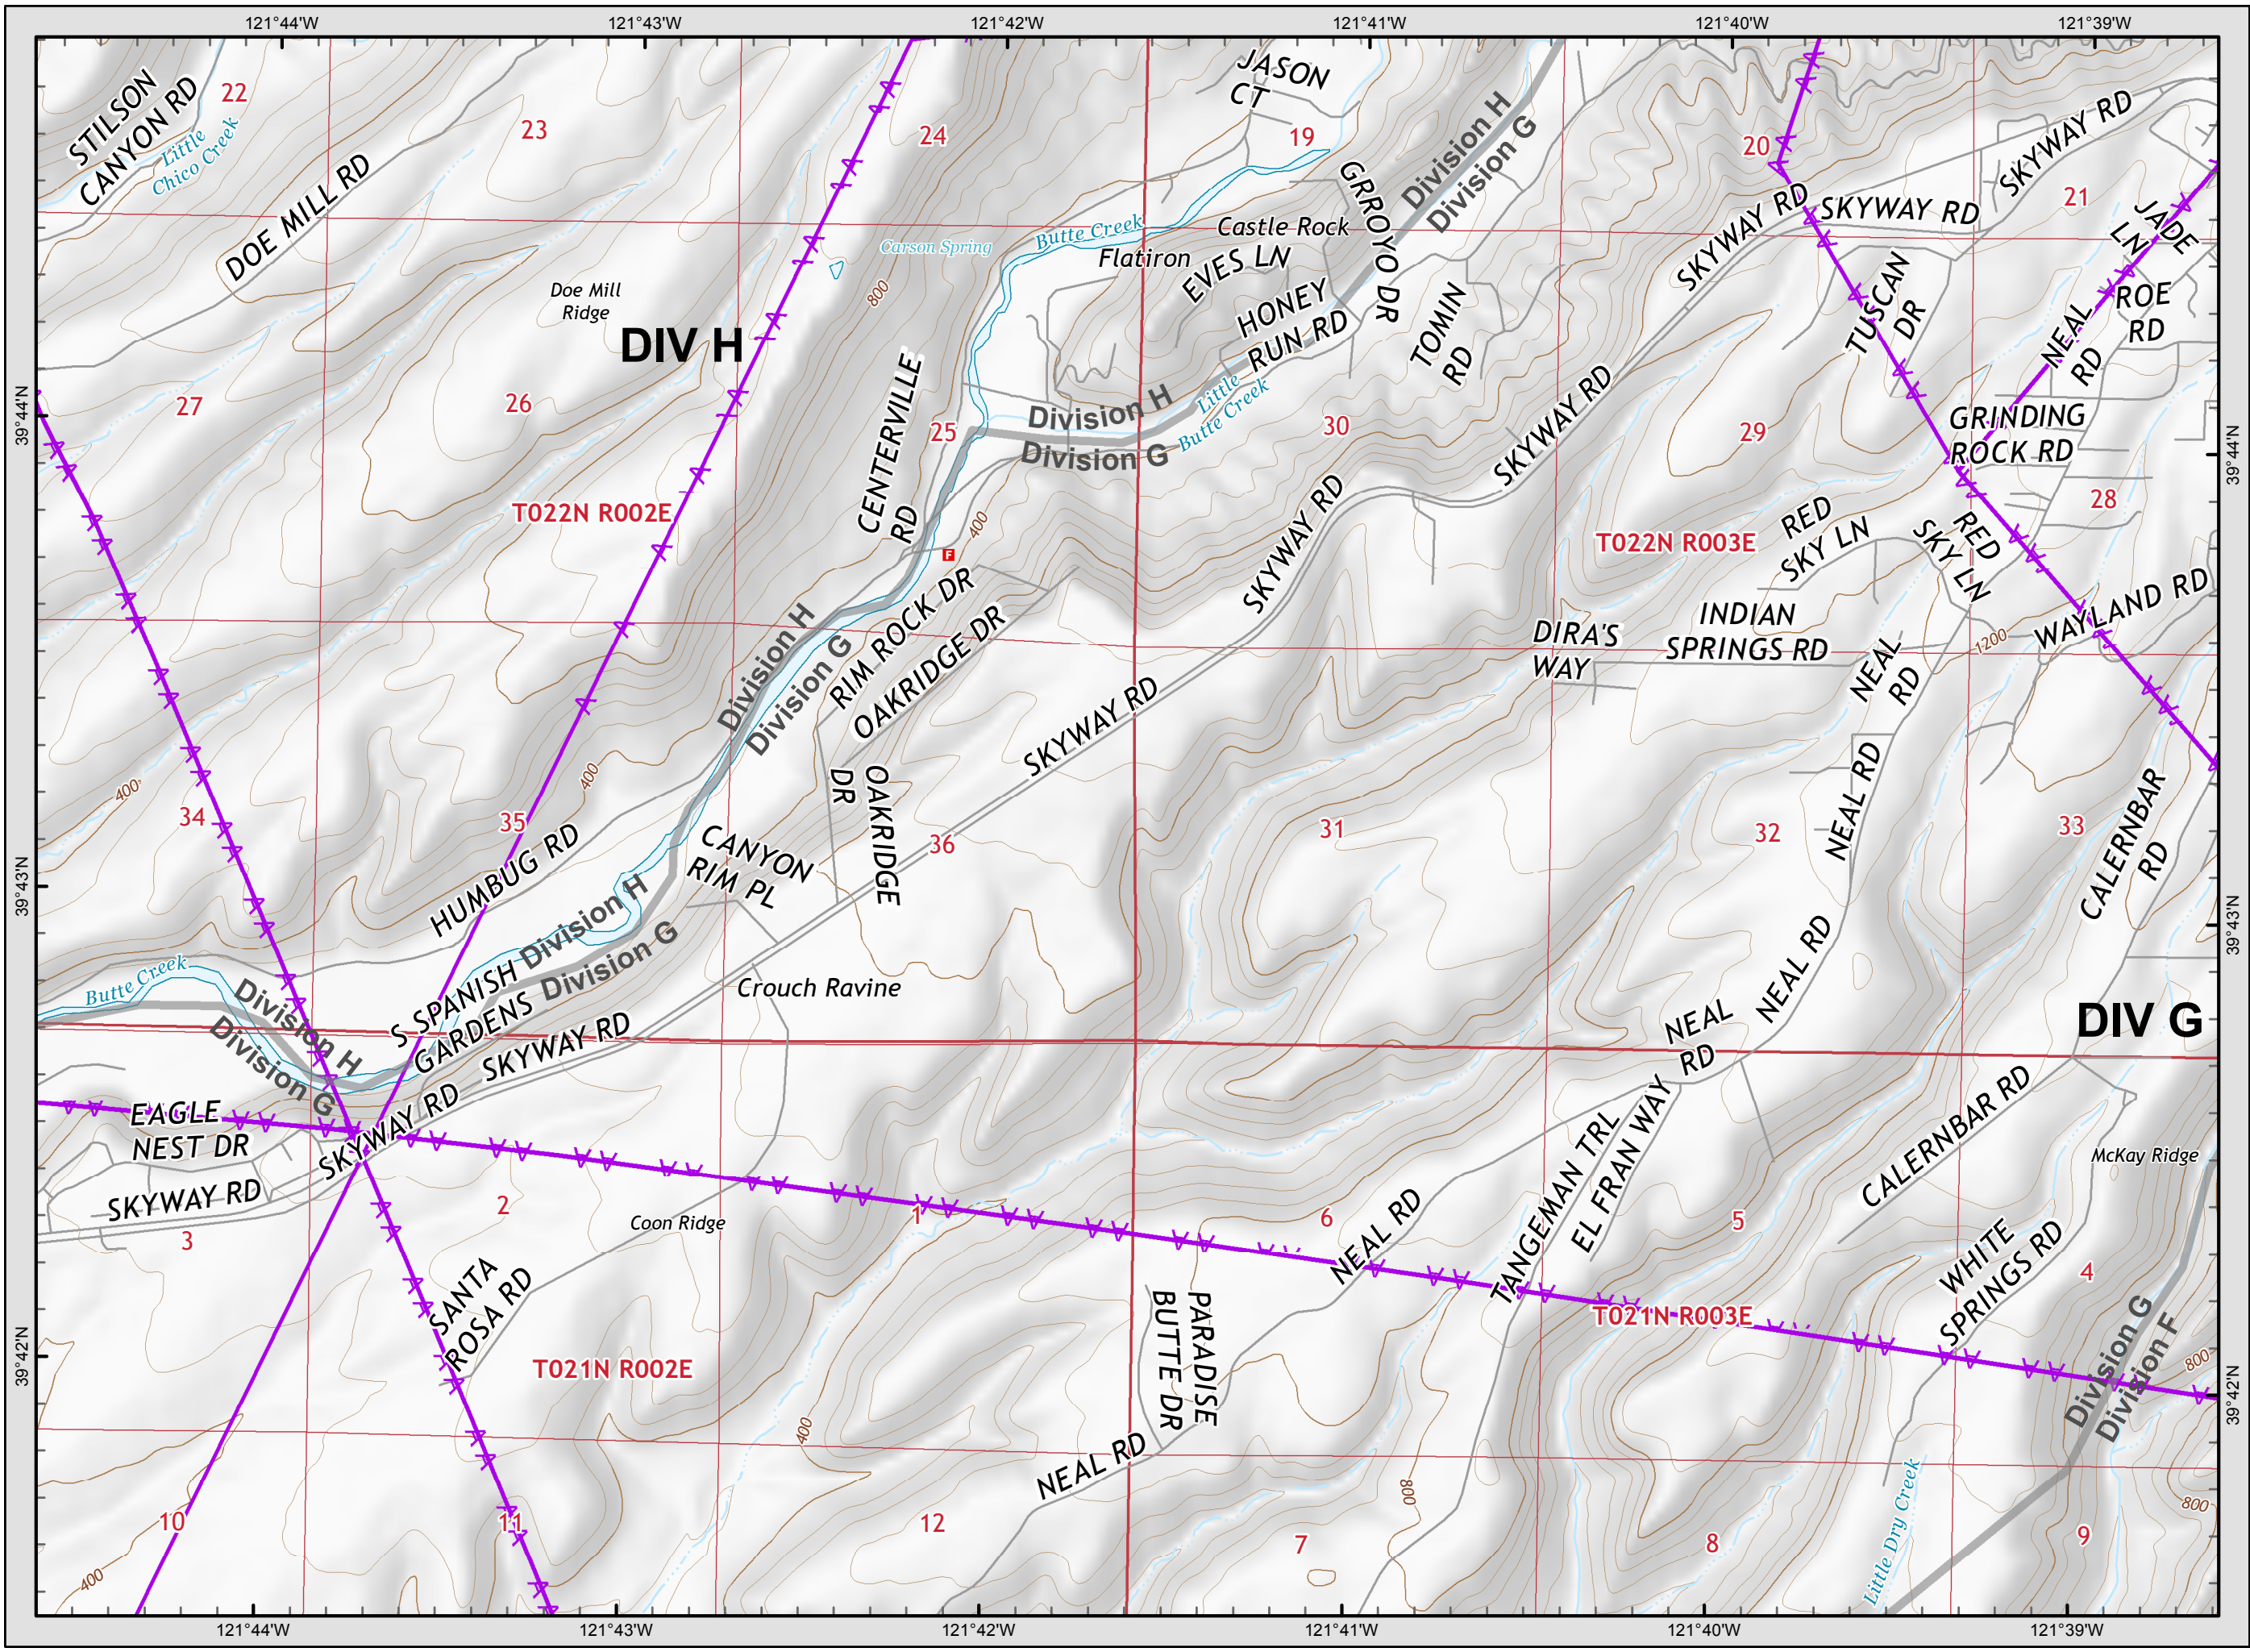 121°44'W
121°43'W
121°42'W
121°41'W
121°40'W
121°39'W
STILSON
CANYON RD
22
Little
Chico Creek
DOE MILL RD
23
24
JASON
CT
19
GRROYO DR
Division H
Division G
20
SKYWAY RD
SKYWAY RD
SKYWAY RD
21
JADE
LN
Carson Spring
Butte Creek
Castle Rock
Flatiron
EVES LN
HONEY
RUN RD
TOMIN
RD
TUSCAN
DR
NEAL
RD
ROE
RD
Doe Mill
Ridge
DIV H
800
CENTERVILLE
RD
Little
Butte Creek
39°44'N
27
26
25
Division H
Division G
30
SKYWAY RD
29
GRINDING
ROCK RD
39°44'N
28
T022N R002E
400
F
SKYWAY RD
T022N R003E
RED
SKY LN
RED
SKY LN
WAYLAND RD
1200
Division H
Division G
RIM ROCK DR
OAKRIDGE DR
DIRA'S
WAY
INDIAN
SPRINGS RD
NEAL
RD
SKYWAY RD
400
34
400
35
OAKRIDGE
DR
36
31
32
NEAL RD
33
CALERNBAR
RD
39°43'N
HUMBUG RD
CANYON
RIM PL
39°43'N
Butte Creek
Division H
Division G
Division H
Division G
S SPANISH
GARDENS
SKYWAY RD
Crouch Ravine
NEAL RD
NEAL
RD
DIV G
EAGLE
NEST DR
SKYWAY RD
SKYWAY RD
3
2
Coon Ridge
1
6
NEAL RD
TANGEMAN TRL
EL FRAN WAY
5
CALERNBAR RD
McKay Ridge
WHITE
SPRINGS RD
4
SANTA
ROSA RD
39°42'N
T021N R002E
PARADISE
BUTTE DR
T021N R003E
Division G
Division F
800
39°42'N
400
NEAL RD
800
10
11
12
7
8
Little Dry Creek
9
800
400
121°44'W
121°43'W
121°42'W
121°41'W
121°40'W
121°39'W